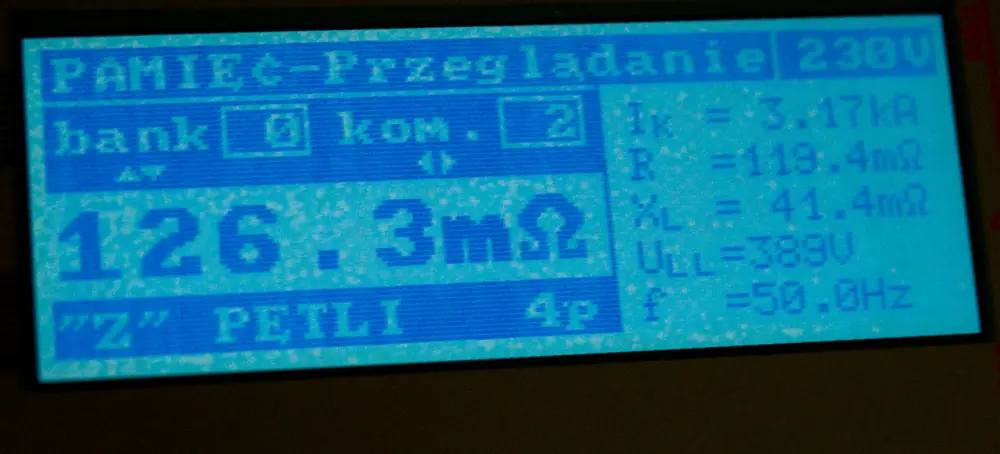 PAMIĘĆ-Przeglądanie 230V
bank 0 kom. 2
126.3mΩ
"Z" PĘTLI 4p
IK = 3.17kA
R =119.4mΩ
XL = 41.4mΩ
ULL=389V
f =50.0Hz